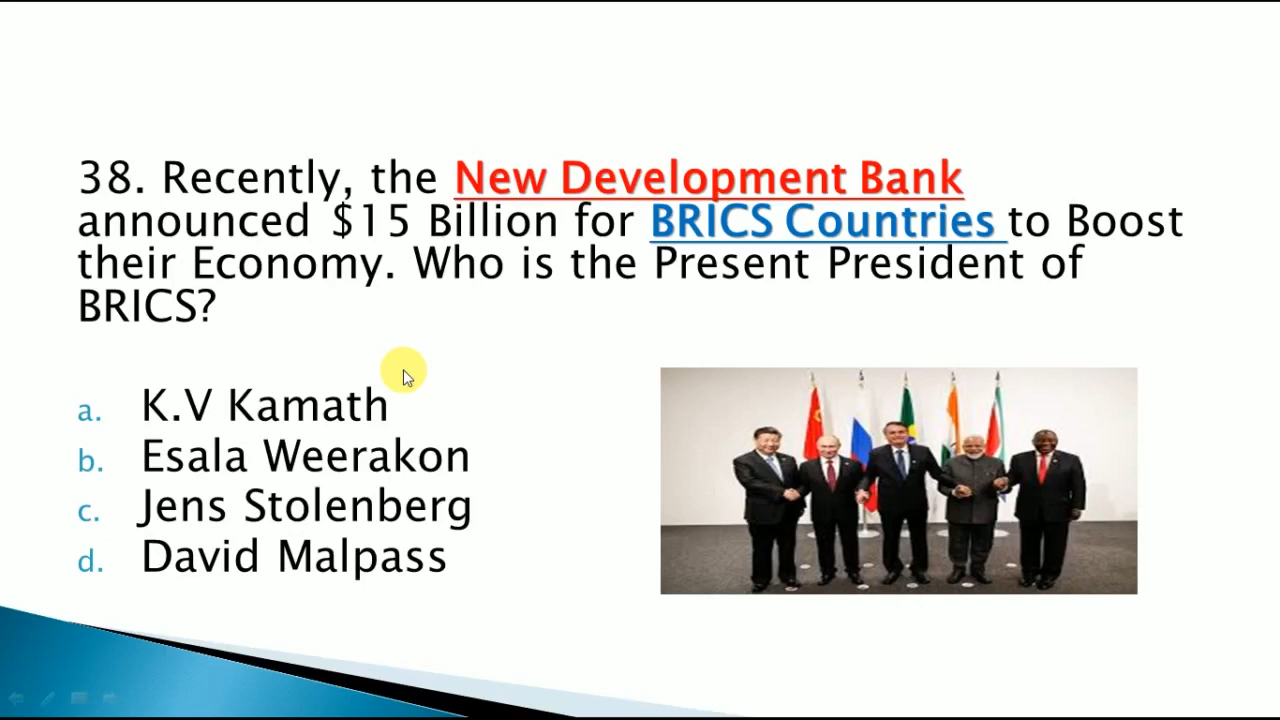 38. Recently, the New Development Bank
announced $15 Billion for BRICS Countries to Boost
their Economy. Who is the Present President of
BRICS?
a. K.V Kamath
b. Esala Weerakon
c. Jens Stolenberg
d. David Malpass